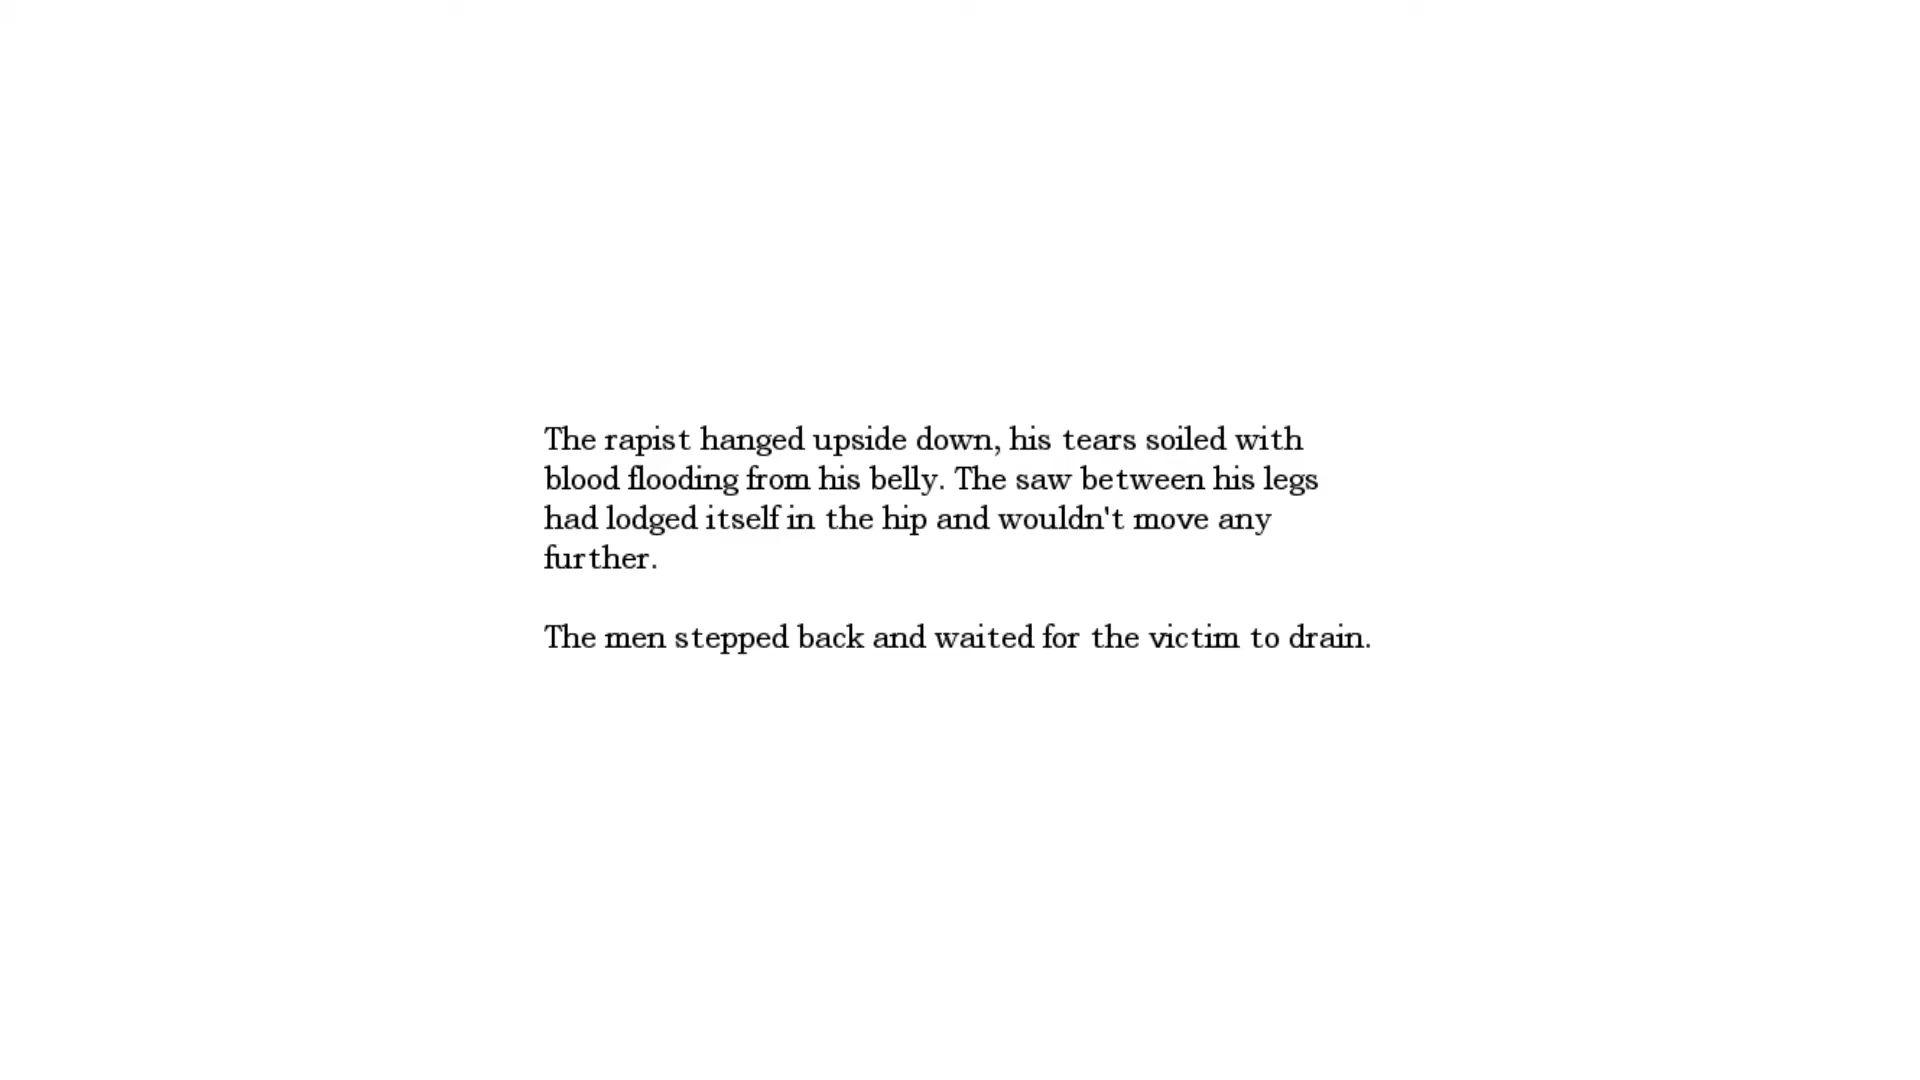 The rapist hanged upside down, his tears soiled with
blood flooding from his belly. The saw between his legs
had lodged itself in the hip and wouldn't move any
further.
The men stepped back and waited for the victim to drain.